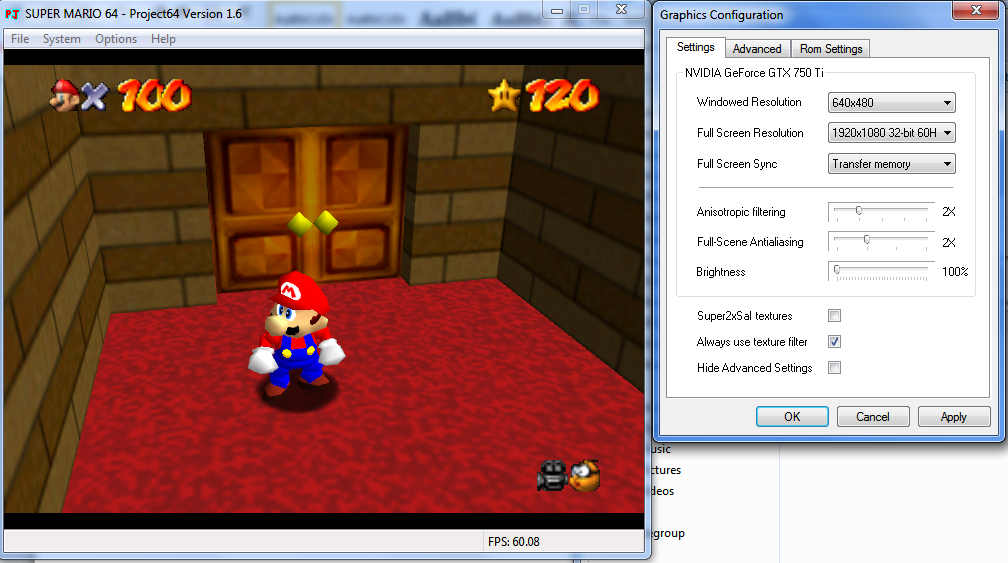 SUPER MARIO 64 - Project64 Version 1.6
File System Options Help
100
120
FPS: 60.08
Graphics Configuration
Settings Advanced Rom Settings
NVIDIA GeForce GTX 750 Ti
Windowed Resolution 640x480
Full Screen Resolution 1920x1080 32-bit 60H
Full Screen Sync Transfer memory
Anisotropic filtering 2X
Full-Scene Antialiasing 2X
Brightness 100%
Super2xSal textures
Always use texture filter
Hide Advanced Settings
OK Cancel Apply
usic
ctures
deos
egroup